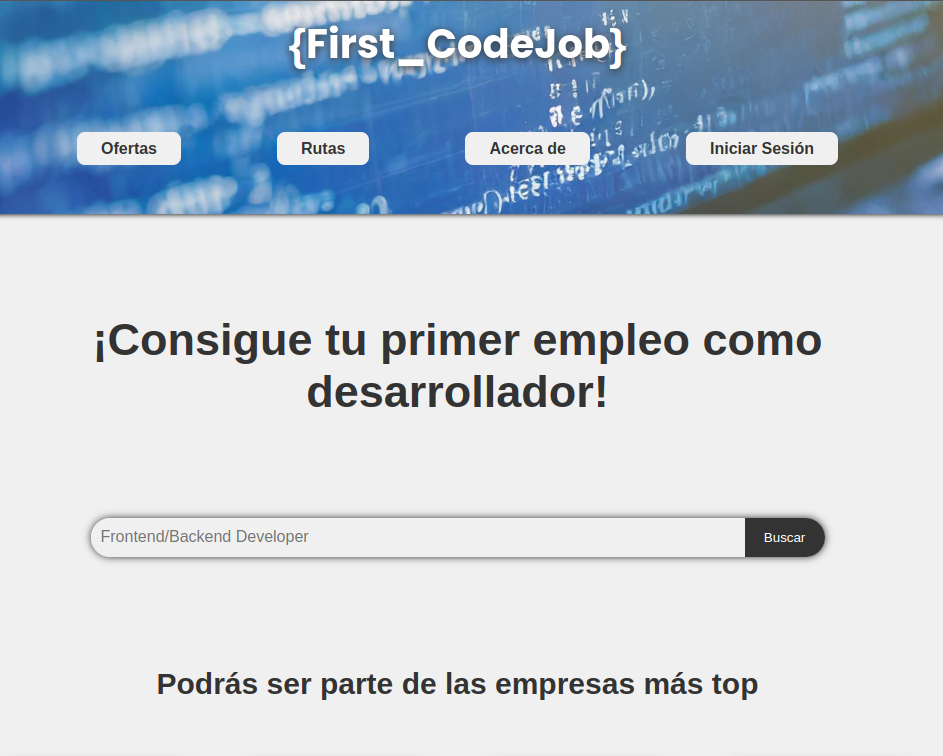 {First_CodeJob}
Ofertas
Rutas
Acerca de
Iniciar Sesión
¡Consigue tu primer empleo como
desarrollador!
Frontend/Backend Developer
Buscar
Podrás ser parte de las empresas más top